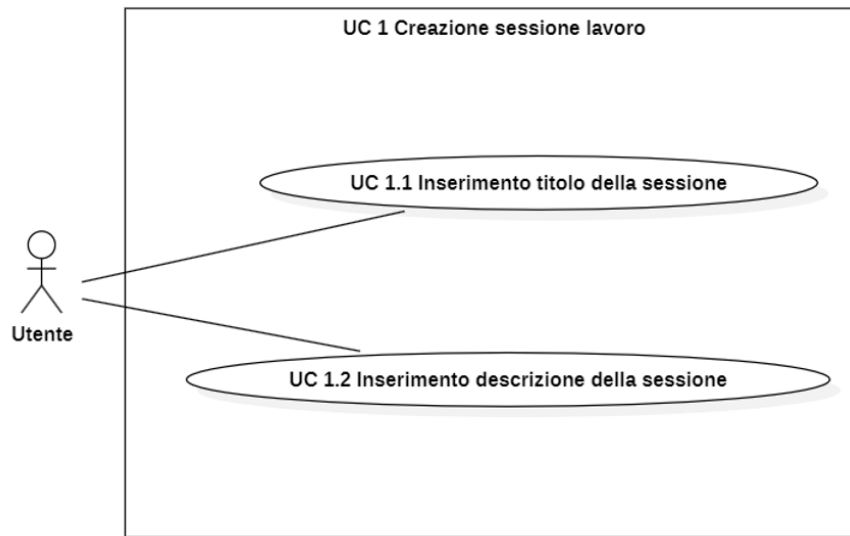 UC 1 Creazione sessione lavoro
UC 1.1 Inserimento titolo della sessione
Utente
UC 1.2 Inserimento descrizione della sessione